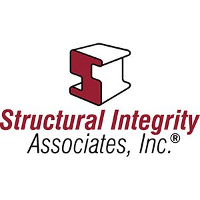 Structural Integrity
Associates, Inc.®